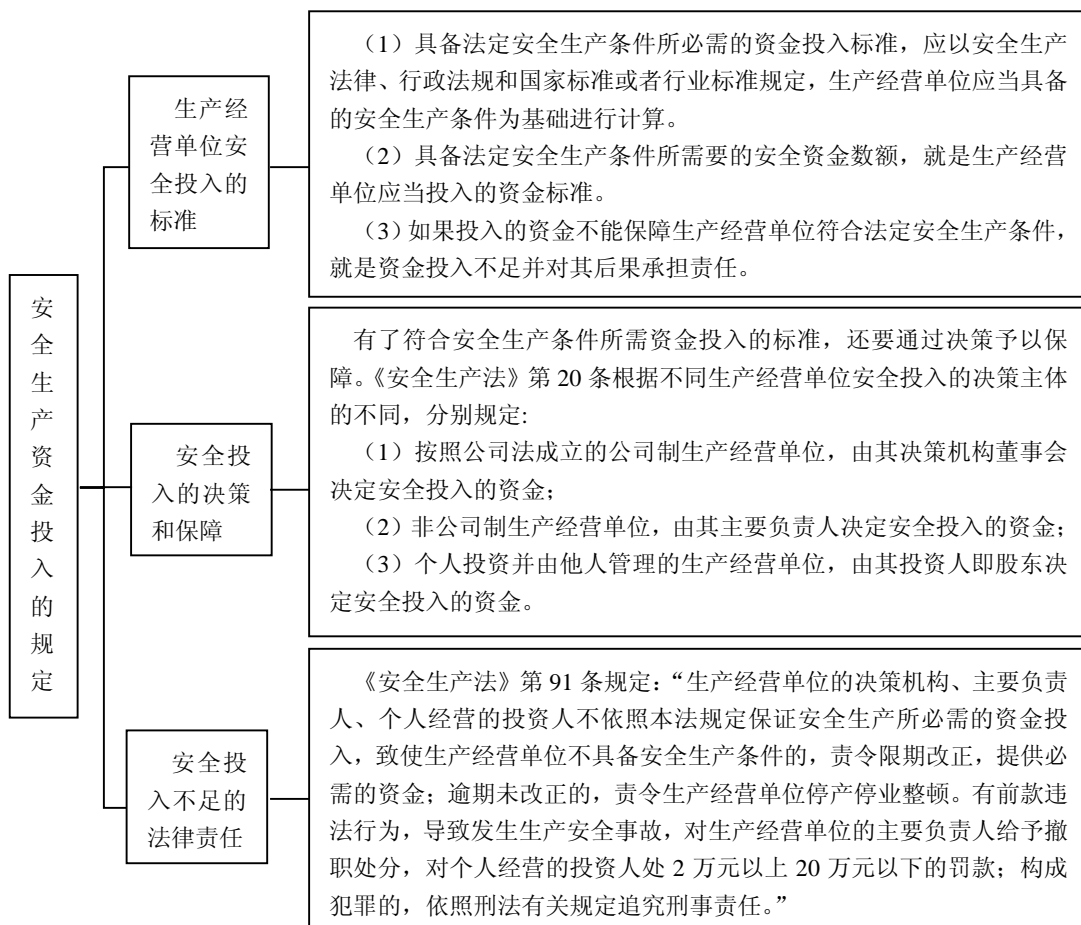 安全生产资金投入的规定
生产经
营单位安
全投入的
标准
（1）具备法定安全生产条件所必需的资金投入标准，应以安全生产
法律、行政法规和国家标准或者行业标准规定，生产经营单位应当具备
的安全生产条件为基础进行计算。
（2）具备法定安全生产条件所需要的安全资金数额，就是生产经营
单位应当投入的资金标准。
（3）如果投入的资金不能保障生产经营单位符合法定安全生产条件，
就是资金投入不足并对其后果承担责任。
安全投
入的决策
和保障
有了符合安全生产条件所需资金投入的标准，还要通过决策予以保
障。《安全生产法》第 20 条根据不同生产经营单位安全投入的决策主体
的不同，分别规定:
（1）按照公司法成立的公司制生产经营单位，由其决策机构董事会
决定安全投入的资金；
（2）非公司制生产经营单位，由其主要负责人决定安全投入的资金；
（3）个人投资并由他人管理的生产经营单位，由其投资人即股东决
定安全投入的资金。
安全投
入不足的
法律责任
《安全生产法》第 91 条规定：“生产经营单位的决策机构、主要负责
人、个人经营的投资人不依照本法规定保证安全生产所必需的资金投
入，致使生产经营单位不具备安全生产条件的，责令限期改正，提供必
需的资金；逾期未改正的，责令生产经营单位停产停业整顿。有前款违
法行为，导致发生生产安全事故，对生产经营单位的主要负责人给予撤
职处分，对个人经营的投资人处 2 万元以上 20 万元以下的罚款；构成
犯罪的，依照刑法有关规定追究刑事责任。”